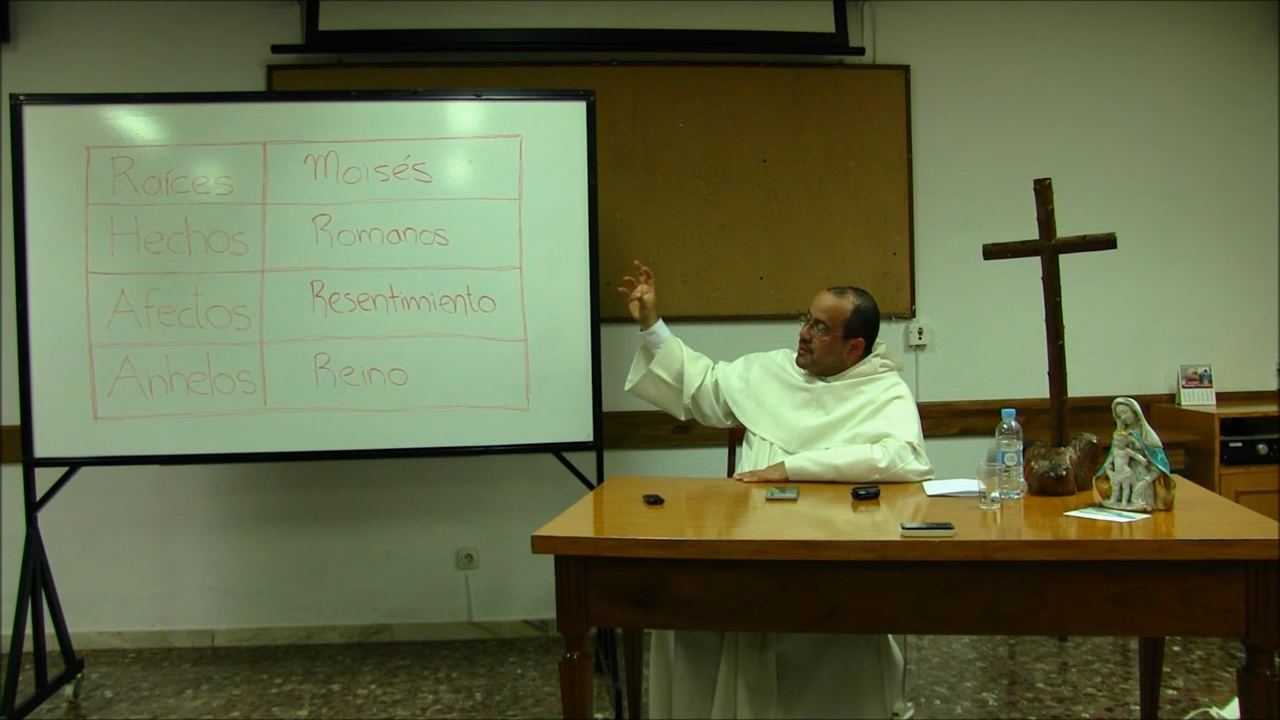 Raíces Moisés
Hechos Romanos
Afectos Resentimiento
Anhelos Reino